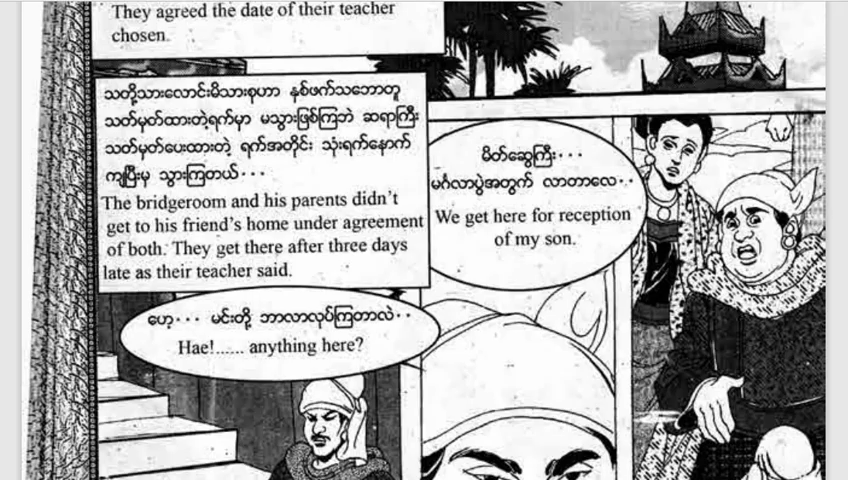 They agreed the date of their teacher
chosen.
သတို့သားလောင်းမိသားစုဟာ နှစ်ဖက်သဘောတူ
သတ်မှတ်ထားတဲ့ရက်မှာ မသွားဖြစ်ကြဘဲ ဆရာကြီး
သတ်မှတ်ပေးထားတဲ့ ရက်အတိုင်း သုံးရက်နောက်
ကျပြီးမှ သွားကြတယ်...
The bridgeroom and his parents didn't
get to his friend's home under agreement
of both. They get there after three days
late as their teacher said.
မိတ်ဆွေကြီး...
မင်္ဂလာပွဲအတွက် လာတာလေ..
We get here for reception
of my son.
ဟေ့... မင်းတို့ ဘာလာလုပ်ကြတာလဲ..
Hae!...... anything here?